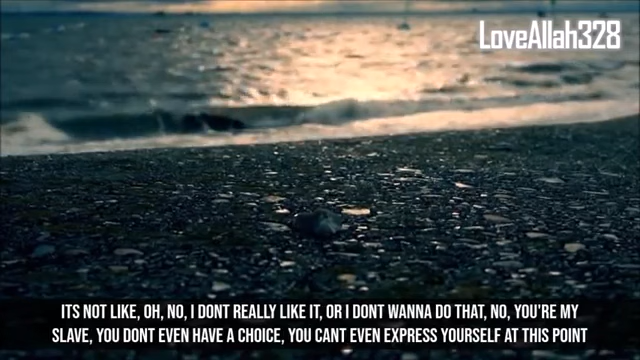 LoveAllah328
ITS NOT LIKE, OH, NO, I DONT REALLY LIKE IT, OR I DONT WANNA DO THAT, NO, YOU'RE MY
SLAVE, YOU DONT EVEN HAVE A CHOICE, YOU CANT EVEN EXPRESS YOURSELF AT THIS POINT